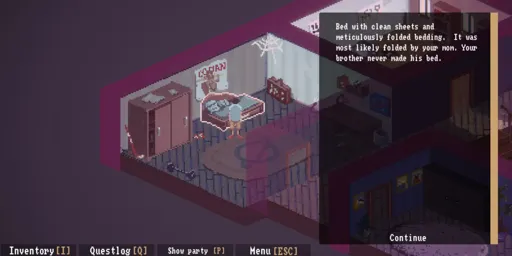 Bed with clean sheets and
meticulously folded bedding. It was
most likely folded by your mom. Your
brother never made his bed.
LOGAN
Continue
Inventory[I]
Questlog[Q]
Show party [P]
Menu[ESC]